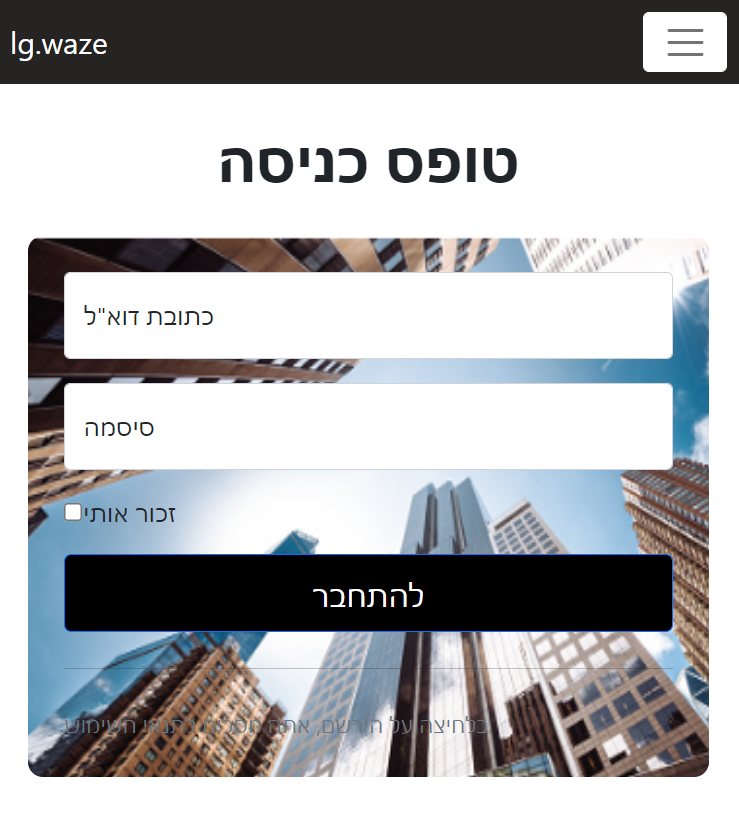 lg.waze
טופס כניסה
כתובת דוא"ל
סיסמה
זכור אותי
להתחבר
בלחיצה על הירשם, אתה מסכים לתנאי השימוש